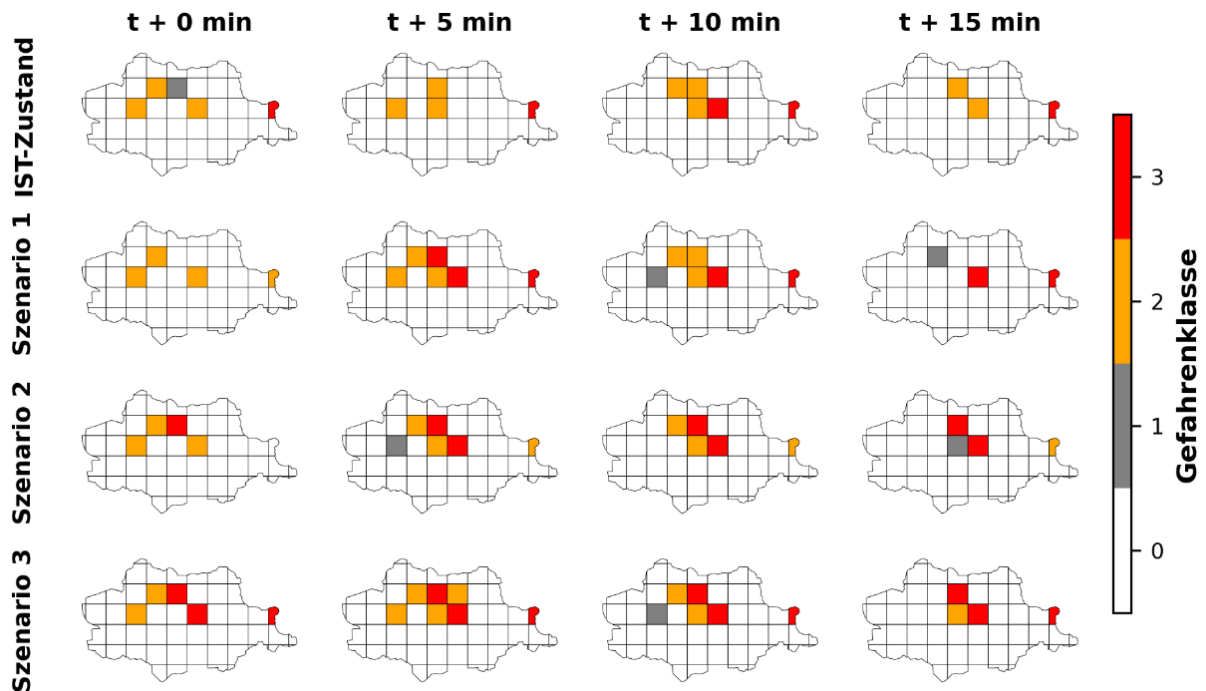 t + 0 min
t + 5 min
t + 10 min
t + 15 min
IST-Zustand
Szenario 1
Szenario 2
Szenario 3
3
2
1
0
Gefahrenklasse